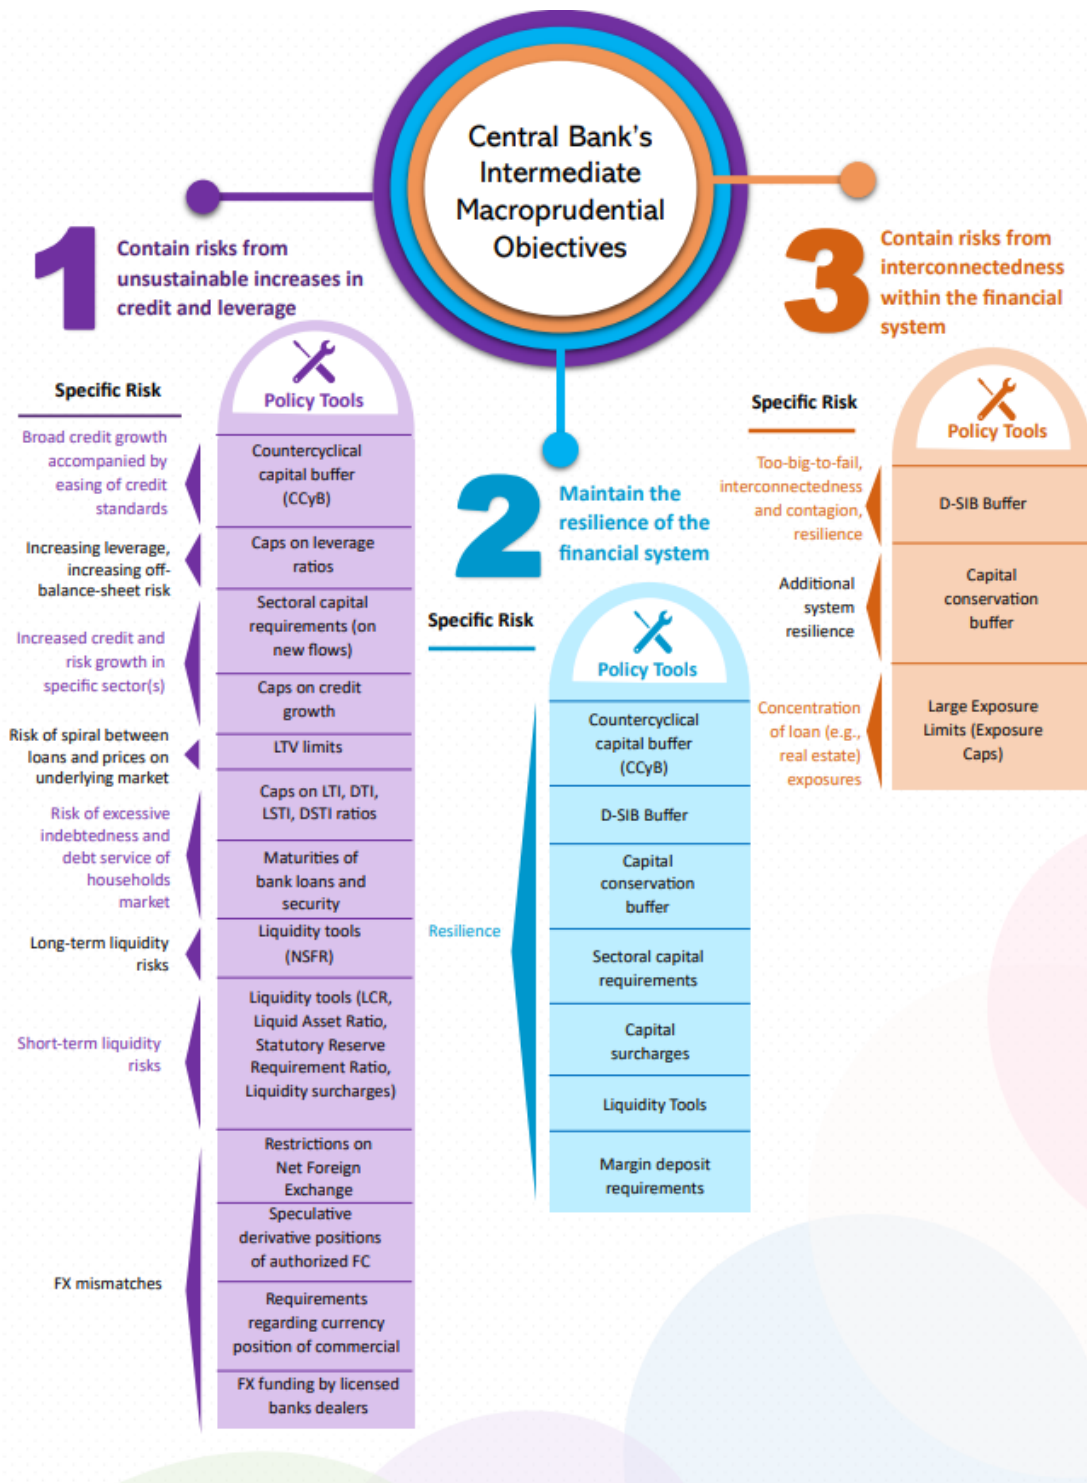 Central Bank's
Intermediate
Macroprudential
Objectives
1
Contain risks from
unsustainable increases in
credit and leverage
Specific Risk
Policy Tools
Broad credit growth
accompanied by
easing of credit
standards
Countercyclical
capital buffer
(CCyB)
Increasing leverage,
increasing off-
balance-sheet risk
Caps on leverage
ratios
Increased credit and
risk growth in
specific sector(s)
Sectoral capital
requirements (on
new flows)
Caps on credit
growth
Risk of spiral between
loans and prices on
underlying market
LTV limits
Risk of excessive
indebtedness and
debt service of
households
market
Caps on LTI, DTI,
LSTI, DSTI ratios
Maturities of
bank loans and
security
Long-term liquidity
risks
Liquidity tools
(NSFR)
Short-term liquidity
risks
Liquidity tools (LCR,
Liquid Asset Ratio,
Statutory Reserve
Requirement Ratio,
Liquidity surcharges)
FX mismatches
Restrictions on
Net Foreign
Exchange
Speculative
derivative positions
of authorized FC
Requirements
regarding currency
position of commercial
FX funding by licensed
banks dealers
2
Maintain the
resilience of the
financial system
Specific Risk
Policy Tools
Resilience
Countercyclical
capital buffer
(CCyB)
D-SIB Buffer
Capital
conservation
buffer
Sectoral capital
requirements
Capital
surcharges
Liquidity Tools
Margin deposit
requirements
3
Contain risks from
interconnectedness
within the financial
system
Specific Risk
Policy Tools
Too-big-to-fail,
interconnectedness
and contagion,
resilience
D-SIB Buffer
Additional
system
resilience
Capital
conservation
buffer
Concentration
of loan (e.g.,
real estate)
exposures
Large Exposure
Limits (Exposure
Caps)